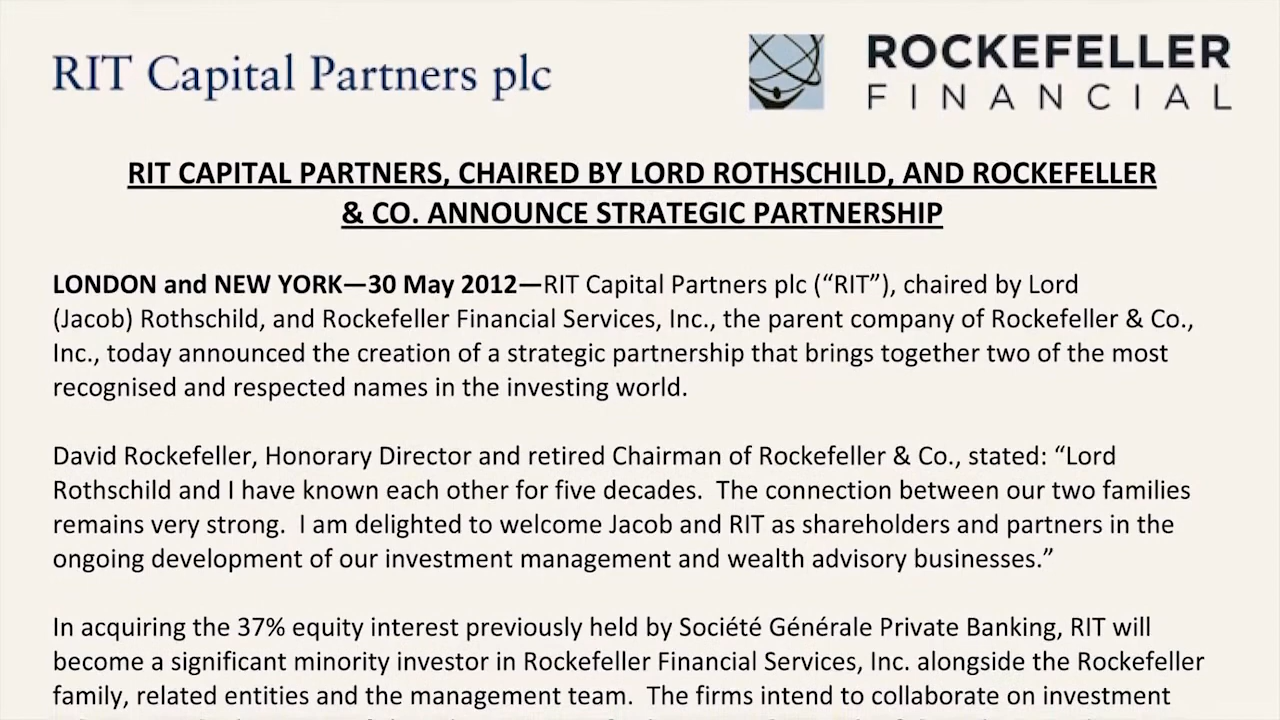 RIT Capital Partners plc
ROCKEFELLER
FINANCIAL
RIT CAPITAL PARTNERS, CHAIRED BY LORD ROTHSCHILD, AND ROCKEFELLER
& CO. ANNOUNCE STRATEGIC PARTNERSHIP
LONDON and NEW YORK—30 May 2012—RIT Capital Partners plc (“RIT”), chaired by Lord
(Jacob) Rothschild, and Rockefeller Financial Services, Inc., the parent company of Rockefeller & Co.,
Inc., today announced the creation of a strategic partnership that brings together two of the most
recognised and respected names in the investing world.
David Rockefeller, Honorary Director and retired Chairman of Rockefeller & Co., stated: “Lord
Rothschild and I have known each other for five decades.  The connection between our two families
remains very strong.  I am delighted to welcome Jacob and RIT as shareholders and partners in the
ongoing development of our investment management and wealth advisory businesses.”
In acquiring the 37% equity interest previously held by Société Générale Private Banking, RIT will
become a significant minority investor in Rockefeller Financial Services, Inc. alongside the Rockefeller
family, related entities and the management team.  The firms intend to collaborate on investment